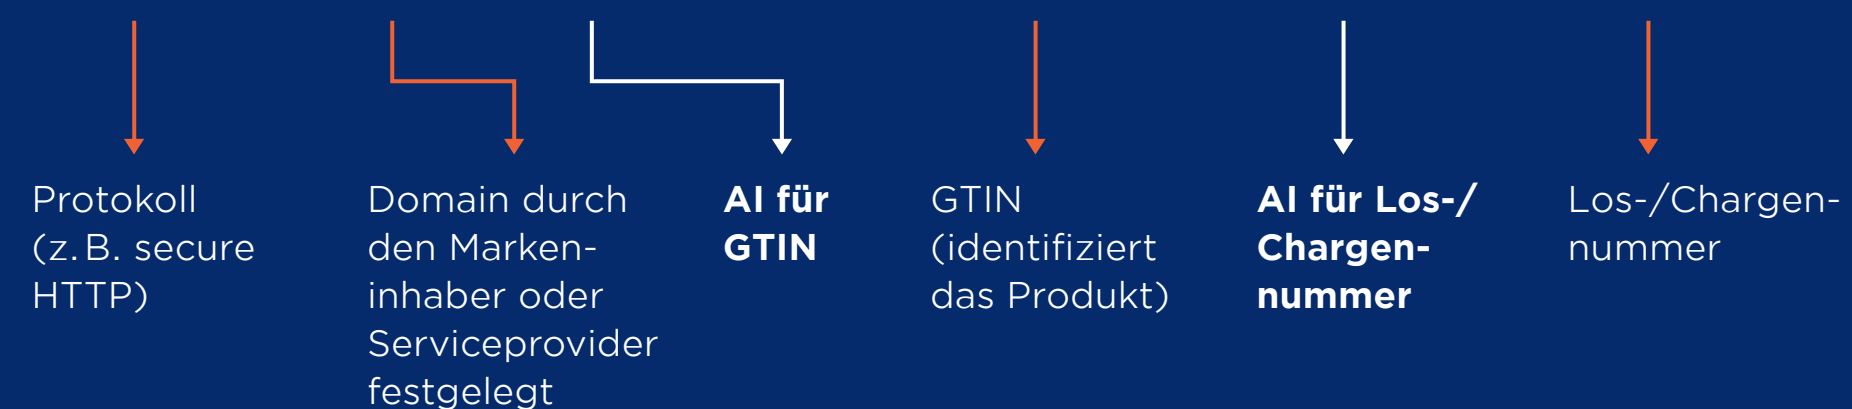 Protokoll
(z. B. secure
HTTP)
Domain durch
den Marken-
inhaber oder
Serviceprovider
festgelegt
AI für
GTIN
GTIN
(identifiziert
das Produkt)
AI für Los-/
Chargen-
nummer
Los-/Chargen-
nummer